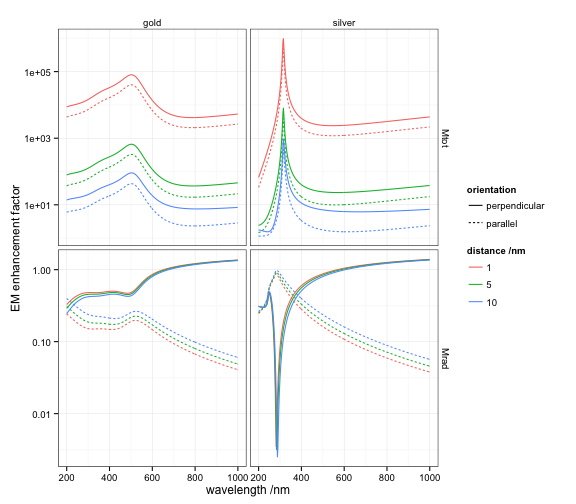 gold
silver
1e+05
1e+03
1e+01
Mtot
1.00
0.10
0.01
Mrad
EM enhancement factor
200 400 600 800 1000
200 400 600 800 1000
wavelength /nm
orientation
perpendicular
parallel
distance /nm
1
5
10